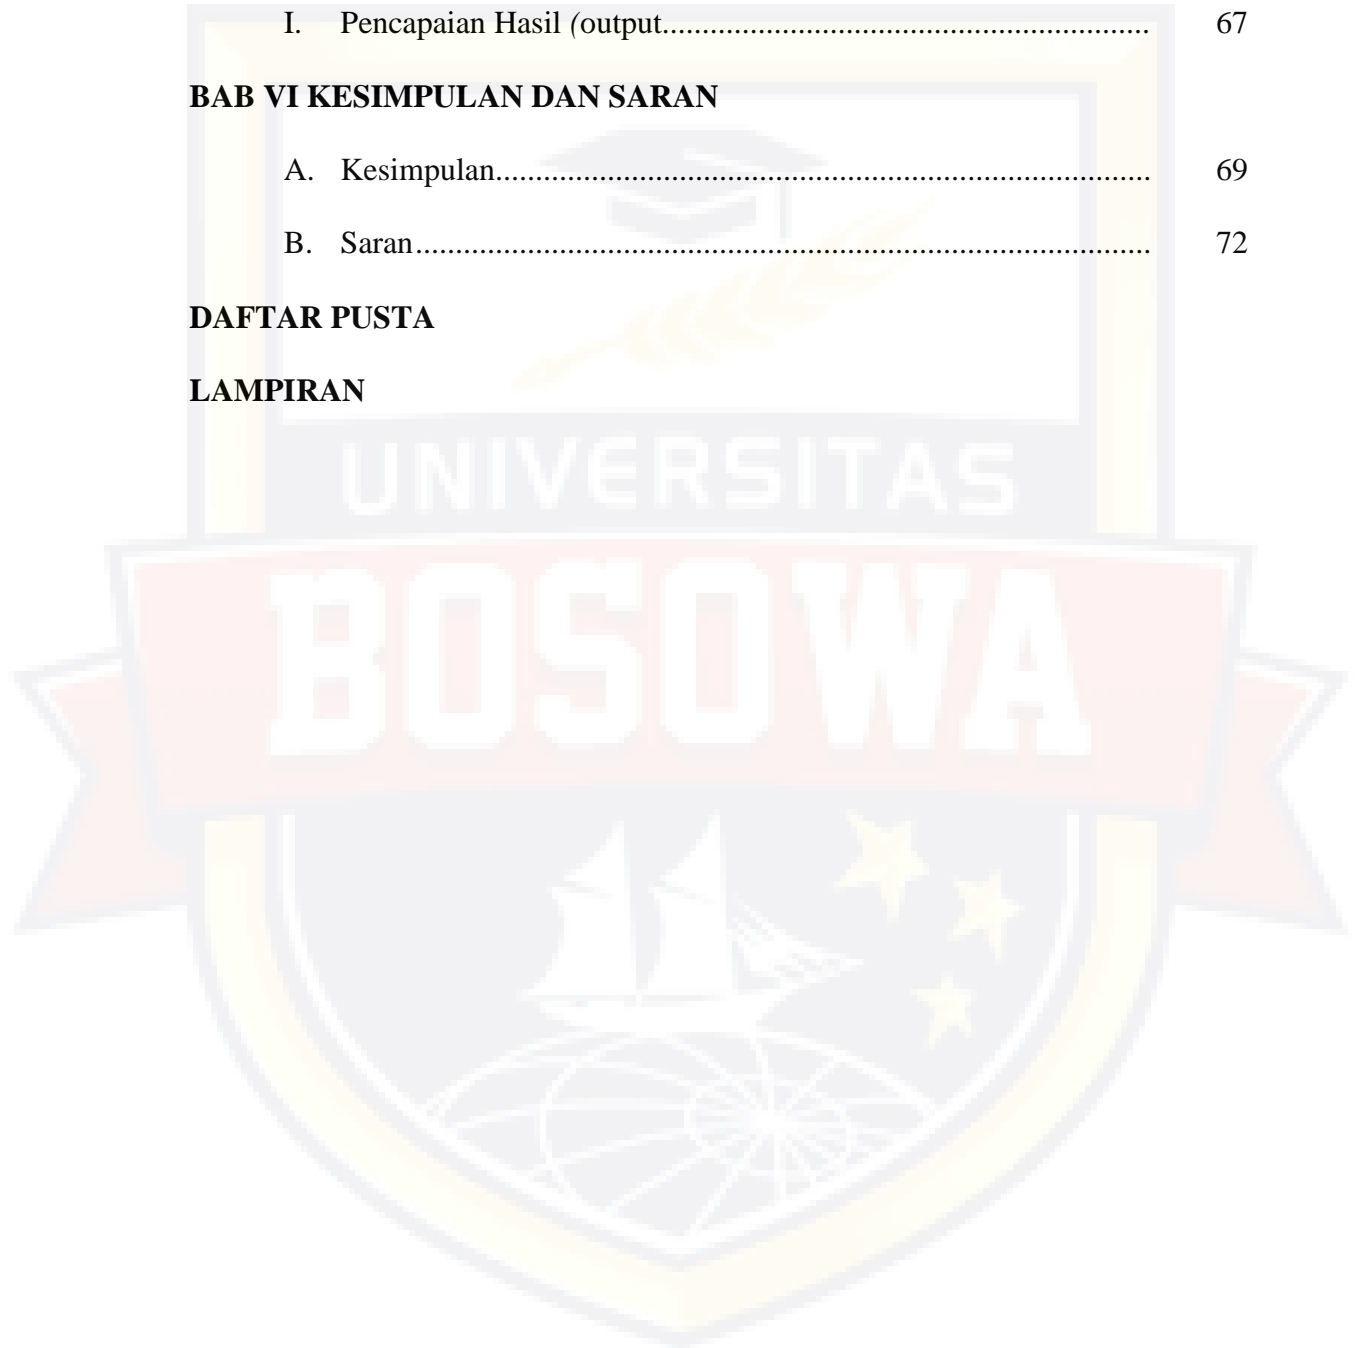 I. Pencapaian Hasil (output........................................................... 67
BAB VI KESIMPULAN DAN SARAN
A. Kesimpulan.................................................................................. 69
B. Saran............................................................................................ 72
DAFTAR PUSTA
LAMPIRAN
UNIVERSITAS
BOSOWA